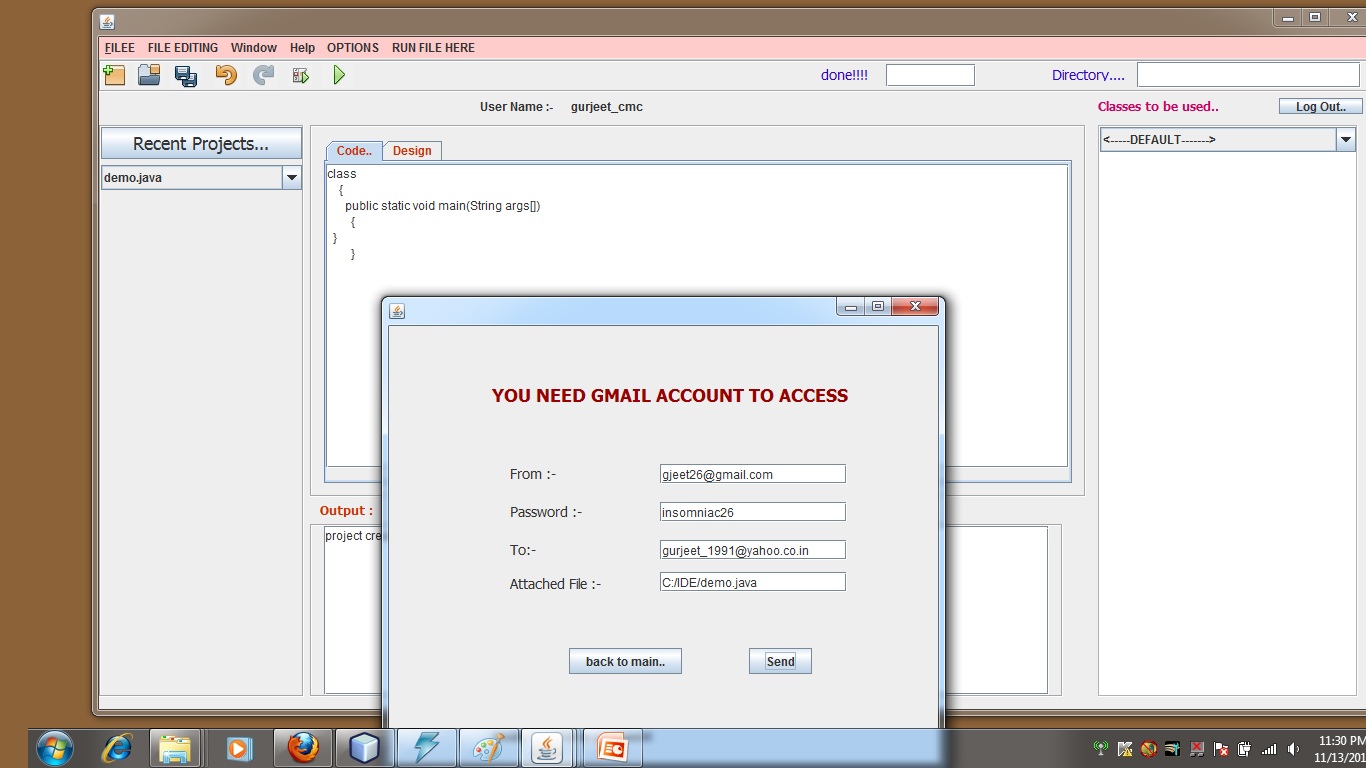 FILEE FILE EDITING Window Help OPTIONS RUN FILE HERE
done!!!! Directory....
User Name :- gurjeet_cmc Classes to be used.. Log Out..
Recent Projects...
demo.java
Code.. Design
<-----DEFAULT------->
class
{
public static void main(String args[])
{
}
}
YOU NEED GMAIL ACCOUNT TO ACCESS
From :- gjeet26@gmail.com
Password :- insomniac26
To:- gurjeet_1991@yahoo.co.in
Attached File :- C:/IDE/demo.java
back to main.. Send
Output :
project cre
11:30 PM
11/13/201